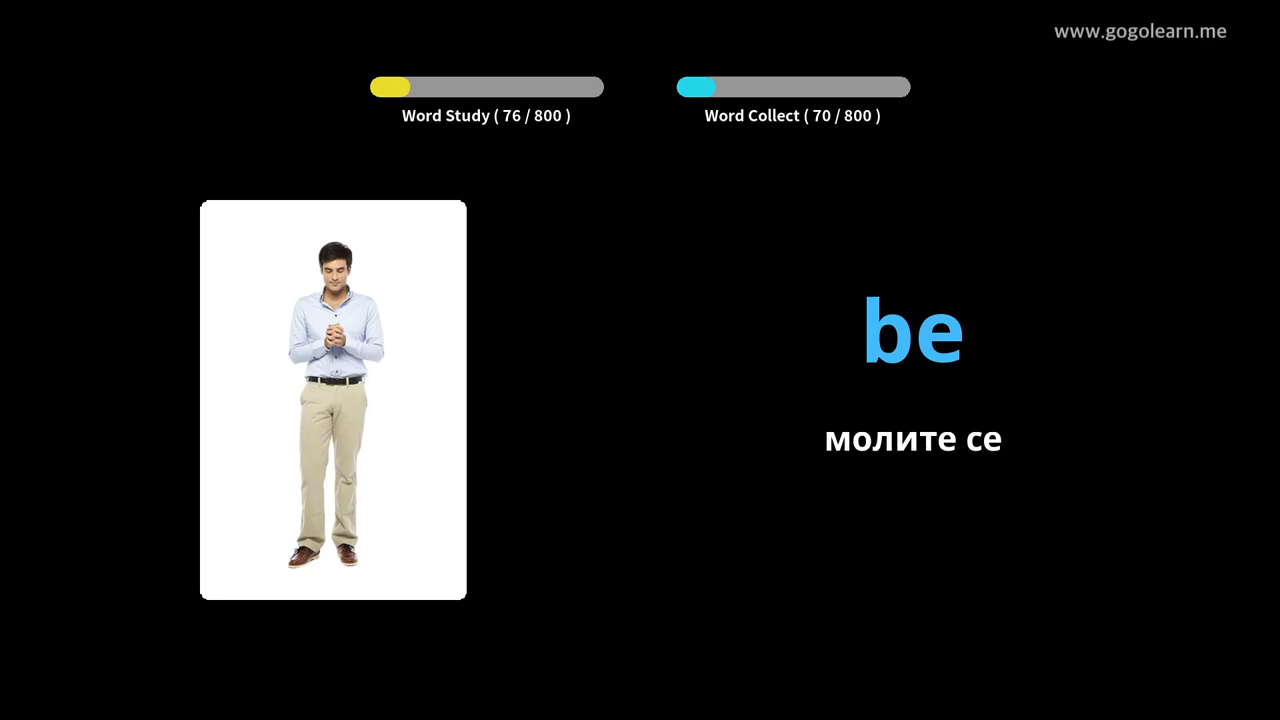 www.gogolearn.me
Word Study ( 76 / 800 )
Word Collect ( 70 / 800 )
be
молите се